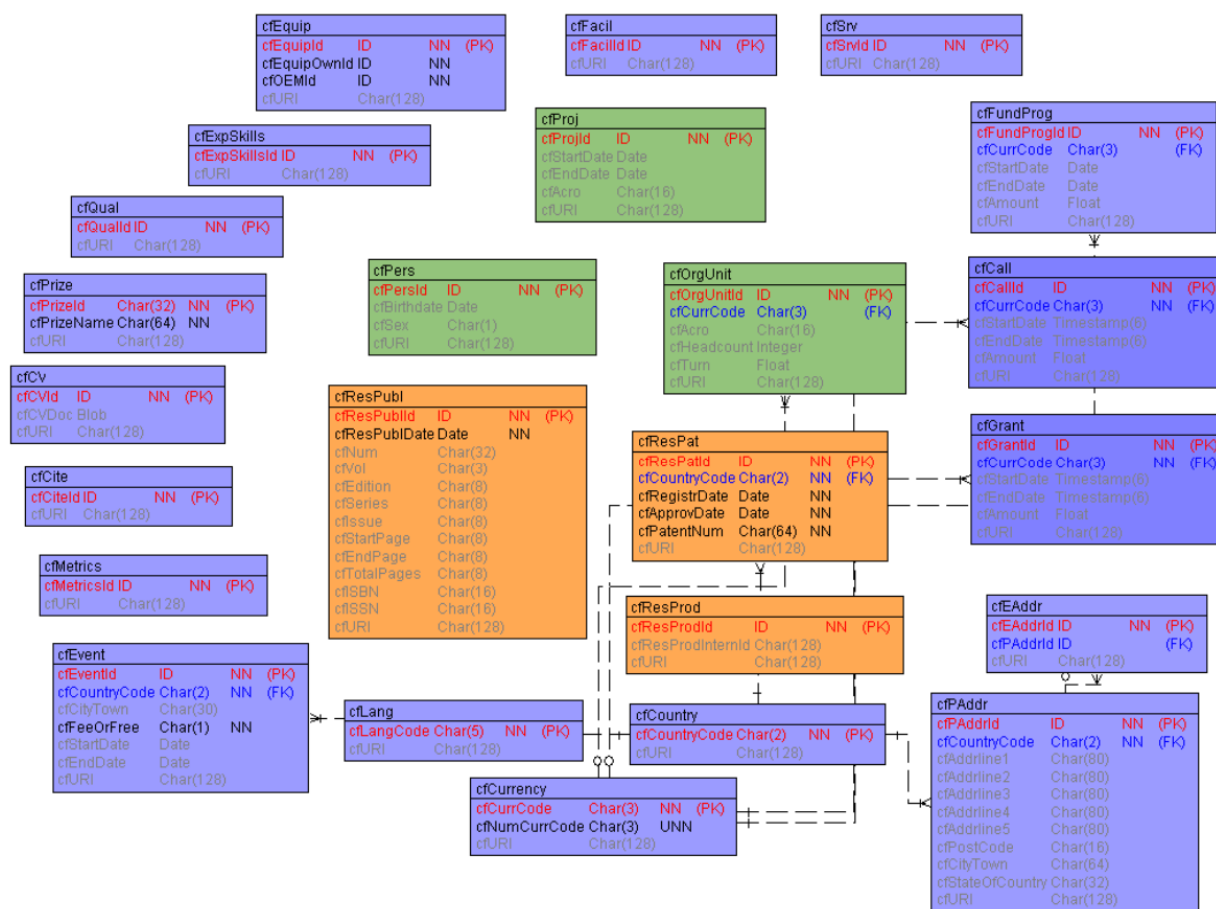 cfEquip
cfEquipId ID NN (PK)
cfEquipOwnId ID NN
cfOEMId ID NN
cfURI Char(128)
cfFacil
cfFacilId ID NN (PK)
cfURI Char(128)
cfSrv
cfSrvId ID NN (PK)
cfURI Char(128)
cfExpSkills
cfExpSkillsId ID NN (PK)
cfURI Char(128)
cfProj
cfProjId ID NN (PK)
cfStartDate Date
cfEndDate Date
cfAcro Char(16)
cfURI Char(128)
cfFundProg
cfFundProgId ID NN (PK)
cfCurrCode Char(3) (FK)
cfStartDate Date
cfEndDate Date
cfAmount Float
cfURI Char(128)
cfQual
cfQualId ID NN (PK)
cfURI Char(128)
cfPrize
cfPrizeId Char(32) NN (PK)
cfPrizeName Char(64) NN
cfURI Char(128)
cfPers
cfPersId ID NN (PK)
cfBirthdate Date
cfSex Char(1)
cfURI Char(128)
cfOrgUnit
cfOrgUnitId ID NN (PK)
cfCurrCode Char(3) (FK)
cfAcro Char(16)
cfHeadcount Integer
cfTurn Float
cfURI Char(128)
cfCall
cfCallId ID NN (PK)
cfCurrCode Char(3) NN (FK)
cfStartDate Timestamp(6)
cfEndDate Timestamp(6)
cfAmount Float
cfURI Char(128)
cfCV
cfCVId ID NN (PK)
cfCVDoc Blob
cfURI Char(128)
cfResPubl
cfResPublId ID NN (PK)
cfResPublDate Date NN
cfNum Char(32)
cfVol Char(3)
cfEdition Char(8)
cfSeries Char(8)
cfIssue Char(8)
cfStartPage Char(8)
cfEndPage Char(8)
cfTotalPages Char(8)
cfISBN Char(16)
cfISSN Char(16)
cfURI Char(128)
cfResPat
cfResPatId ID NN (PK)
cfCountryCode Char(2) NN (FK)
cfRegistrDate Date NN
cfApprovDate Date NN
cfPatentNum Char(64) NN
cfURI Char(128)
cfGrant
cfGrantId ID NN (PK)
cfCurrCode Char(3) NN (FK)
cfStartDate Timestamp(6)
cfEndDate Timestamp(6)
cfAmount Float
cfURI Char(128)
cfCite
cfCiteId ID NN (PK)
cfURI Char(128)
cfMetrics
cfMetricsId ID NN (PK)
cfURI Char(128)
cfResProd
cfResProdId ID NN (PK)
cfResProdInternId Char(128)
cfURI Char(128)
cfEAddr
cfEAddrId ID NN (PK)
cfPAddrId ID (FK)
cfURI Char(128)
cfEvent
cfEventId ID NN (PK)
cfCountryCode Char(2) NN (FK)
cfCityTown Char(30)
cfFeeOrFree Char(1) NN
cfStartDate Date
cfEndDate Date
cfURI Char(128)
cfLang
cfLangCode Char(5) NN (PK)
cfURI Char(128)
cfCountry
cfCountryCode Char(2) NN (PK)
cfURI Char(128)
cfPAddr
cfPAddrId ID NN (PK)
cfCountryCode Char(2) NN (FK)
cfAddrline1 Char(80)
cfAddrline2 Char(80)
cfAddrline3 Char(80)
cfAddrline4 Char(80)
cfAddrline5 Char(80)
cfPostCode Char(16)
cfCityTown Char(64)
cfStateOfCountry Char(32)
cfURI Char(128)
cfCurrency
cfCurrCode Char(3) NN (PK)
cfNumCurrCode Char(3) UNN
cfURI Char(128)